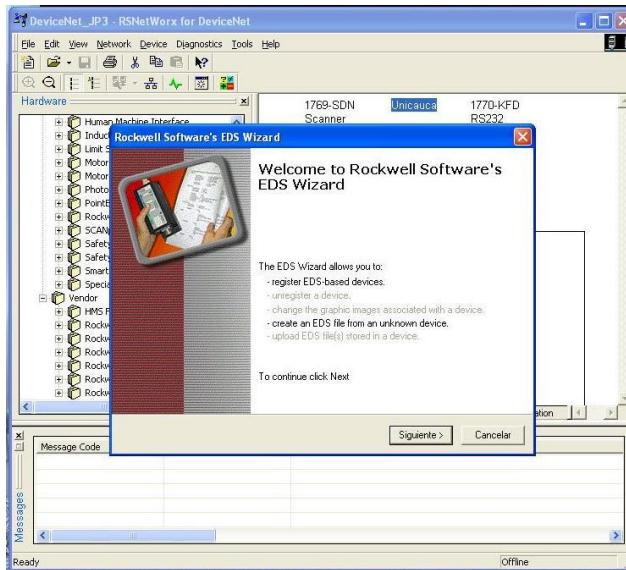 DeviceNet_JP3 - RSNetWorx for DeviceNet
File Edit View Network Device Diagnostics Tools Help
Hardware
1769-SDN Unicauca 1770-KFD
Scanner RS232
Human Machine Interface
Induct
Limit S
Motor
Motor
Photo
PointB
Rockw
SCAN
Safety
Safety
Smart
Specia
Vendor
HMS F
Rockw
Rockw
Rockw
Rockw
Rockw
Rockw
Rockwell Software's EDS Wizard
Welcome to Rockwell Software's
EDS Wizard
The EDS Wizard allows you to:
- register EDS-based devices.
- unregister a device.
- change the graphic images associated with a device.
- create an EDS file from an unknown device.
- upload EDS file(s) stored in a device.
To continue click Next
Siguiente > Cancelar
ation
Message Code
Messages
Ready Offline